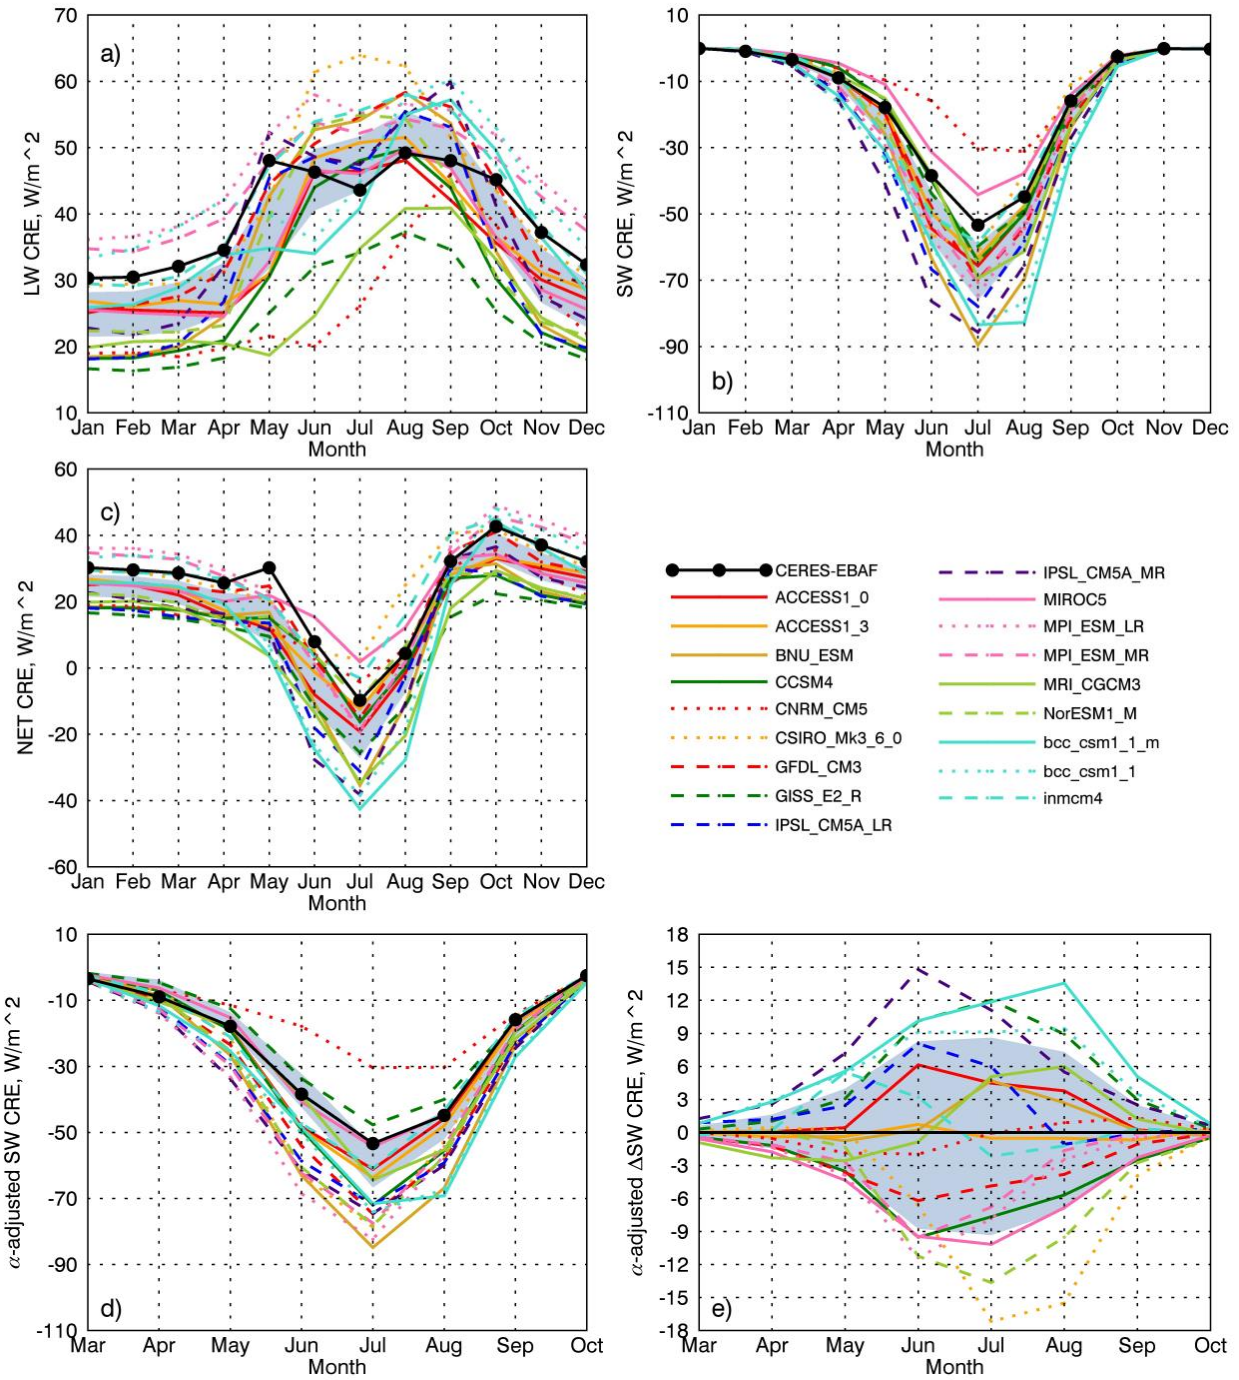 a)
70
60
50
40
30
20
10
LW CRE, W/m^2
Jan Feb Mar Apr May Jun Jul Aug Sep Oct Nov Dec
Month
b)
10
-10
-30
-50
-70
-90
-110
SW CRE, W/m^2
Jan Feb Mar Apr May Jun Jul Aug Sep Oct Nov Dec
Month
c)
60
40
20
0
-20
-40
-60
NET CRE, W/m^2
Jan Feb Mar Apr May Jun Jul Aug Sep Oct Nov Dec
Month
CERES-EBAF
ACCESS1_0
ACCESS1_3
BNU_ESM
CCSM4
CNRM_CM5
CSIRO_Mk3_6_0
GFDL_CM3
GISS_E2_R
IPSL_CM5A_LR
IPSL_CM5A_MR
MIROC5
MPI_ESM_LR
MPI_ESM_MR
MRI_CGCM3
NorESM1_M
bcc_csm1_1_m
bcc_csm1_1
inmcm4
d)
10
-10
-30
-50
-70
-90
-110
α-adjusted SW CRE, W/m^2
Mar Apr May Jun Jul Aug Sep Oct
Month
e)
18
15
12
9
6
3
0
-3
-6
-9
-12
-15
-18
α-adjusted ΔSW CRE, W/m^2
Mar Apr May Jun Jul Aug Sep Oct
Month